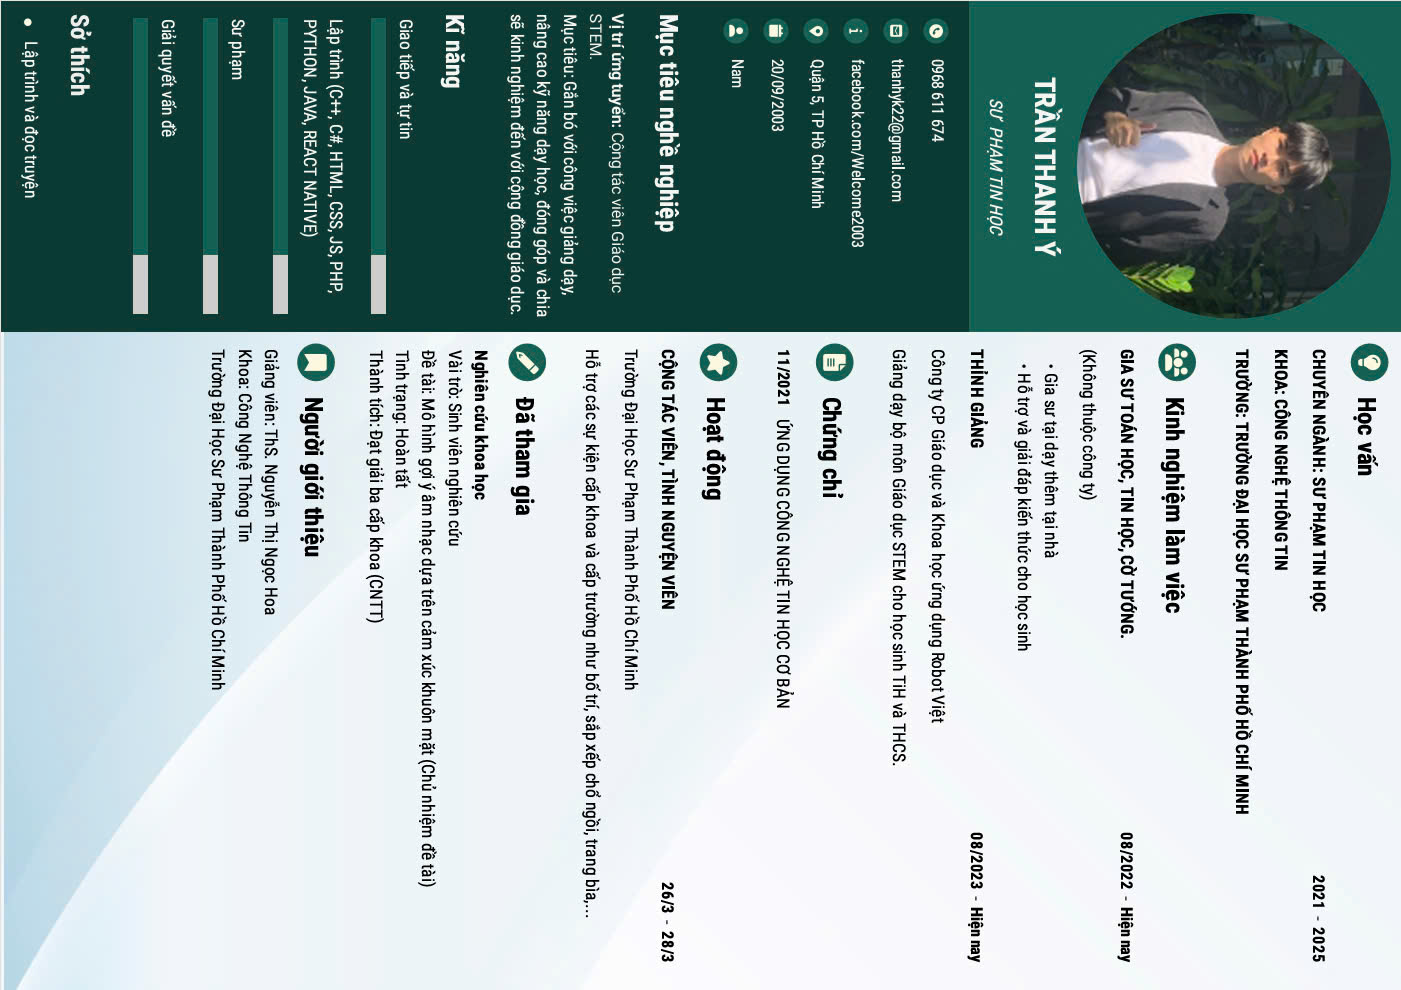 TRẦN THANH Ý
SƯ PHẠM TIN HỌC
0968 611 674
thanhyk22@gmail.com
facebook.com/Welcome2003
Quận 5, TP Hồ Chí Minh
20/09/2003
Nam
Mục tiêu nghề nghiệp
Vị trí ứng tuyển: Cộng tác viên Giáo dục
STEM.
Mục tiêu: Gắn bó với công việc giảng dạy,
nâng cao kỹ năng dạy học, đóng góp và chia
sẽ kinh nghiệm đến với cộng đồng giáo dục.
Kĩ năng
Giao tiếp và tự tin
Lập trình (C++, C#, HTML, CSS, JS, PHP,
PYTHON, JAVA, REACT NATIVE)
Sư phạm
Giải quyết vấn đề
Sở thích
• Lập trình và đọc truyện
Học vấn
CHUYÊN NGÀNH: SƯ PHẠM TIN HỌC 2021 - 2025
KHOA: CÔNG NGHỆ THÔNG TIN
TRƯỜNG: TRƯỜNG ĐẠI HỌC SƯ PHẠM THÀNH PHỐ HỒ CHÍ MINH
Kinh nghiệm làm việc
GIA SƯ TOÁN HỌC, TIN HỌC, CỜ TƯỚNG. 08/2022 - Hiện nay
(Không thuộc công ty)
• Gia sư tại dạy thêm tại nhà
• Hỗ trợ và giải đáp kiến thức cho học sinh
THỈNH GIẢNG 08/2023 - Hiện nay
Công ty CP Giáo dục và Khoa học ứng dụng Robot Việt
Giảng dạy bộ môn Giáo dục STEM cho học sinh TiH và THCS.
Chứng chỉ
11/2021 ỨNG DỤNG CÔNG NGHỆ TIN HỌC CƠ BẢN
Hoạt động
CỘNG TÁC VIÊN, TÌNH NGUYỆN VIÊN 26/3 - 28/3
Trường Đại Học Sư Phạm Thành Phố Hồ Chí Minh
Hỗ trợ các sự kiện cấp khoa và cấp trường như bố trí, sắp xếp chổ ngồi, trang bìa,...
Đã tham gia
Nghiên cứu khoa học
Vài trò: Sinh viên nghiên cứu
Đề tài: Mô hình gợi ý âm nhạc dựa trên cảm xúc khuôn mặt (Chủ nhiệm đề tài)
Tình trạng: Hoàn tất
Thành tích: Đạt giải ba cấp khoa (CNTT)
Người giới thiệu
Giảng viên: ThS. Nguyễn Thị Ngọc Hoa
Khoa: Công Nghệ Thông Tin
Trường Đại Học Sư Phạm Thành Phố Hồ Chí Minh